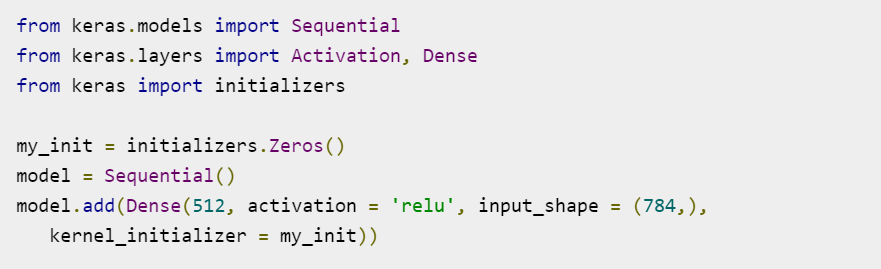 from keras.models import Sequential
from keras.layers import Activation, Dense
from keras import initializers

my_init = initializers.Zeros()
model = Sequential()
model.add(Dense(512, activation = 'relu', input_shape = (784,),
   kernel_initializer = my_init))